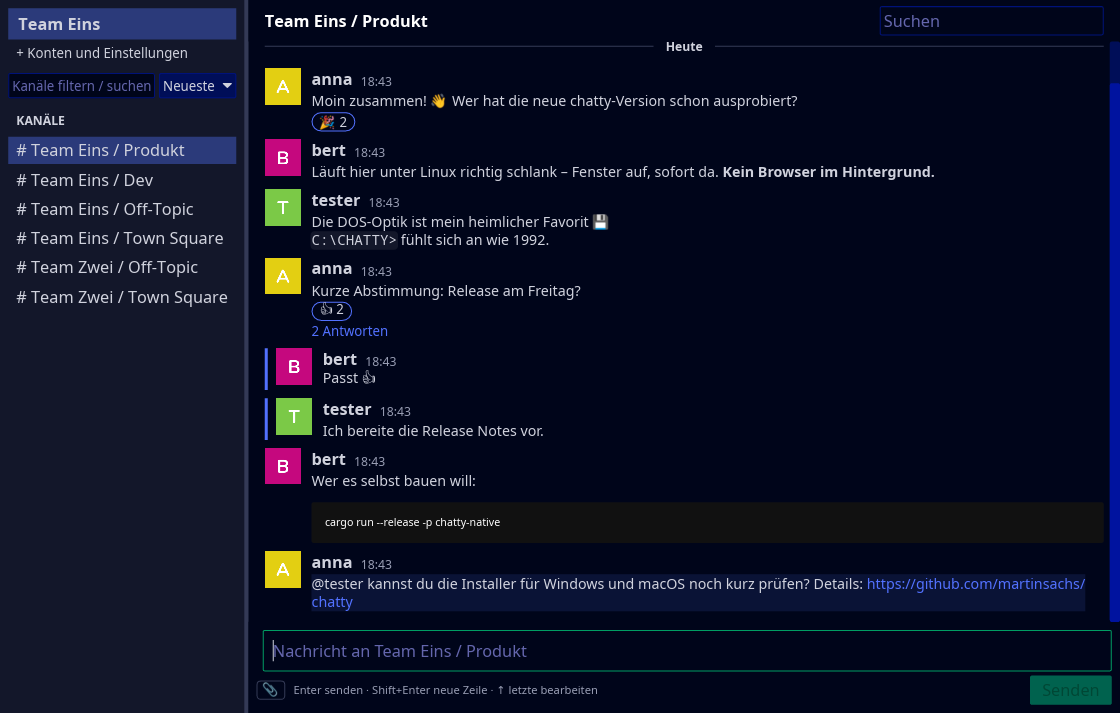 Team Eins
+ Konten und Einstellungen
Kanäle filtern / suchen
Neueste
KANÄLE
# Team Eins / Produkt
# Team Eins / Dev
# Team Eins / Off-Topic
# Team Eins / Town Square
# Team Zwei / Off-Topic
# Team Zwei / Town Square
Team Eins / Produkt
Suchen
Heute
A
anna 18:43
Moin zusammen! 👋 Wer hat die neue chatty-Version schon ausprobiert?
🎉 2
B
bert 18:43
Läuft hier unter Linux richtig schlank – Fenster auf, sofort da. Kein Browser im Hintergrund.
T
tester 18:43
Die DOS-Optik ist mein heimlicher Favorit 💾
C:\CHATTY> fühlt sich an wie 1992.
A
anna 18:43
Kurze Abstimmung: Release am Freitag?
👍 2
2 Antworten
B
bert 18:43
Passt 👍
T
tester 18:43
Ich bereite die Release Notes vor.
B
bert 18:43
Wer es selbst bauen will:
cargo run --release -p chatty-native
A
anna 18:43
@tester kannst du die Installer für Windows und macOS noch kurz prüfen? Details: https://github.com/martinsachs/
chatty
Nachricht an Team Eins / Produkt
📎 Enter senden · Shift+Enter neue Zeile · ↑ letzte bearbeiten
Senden